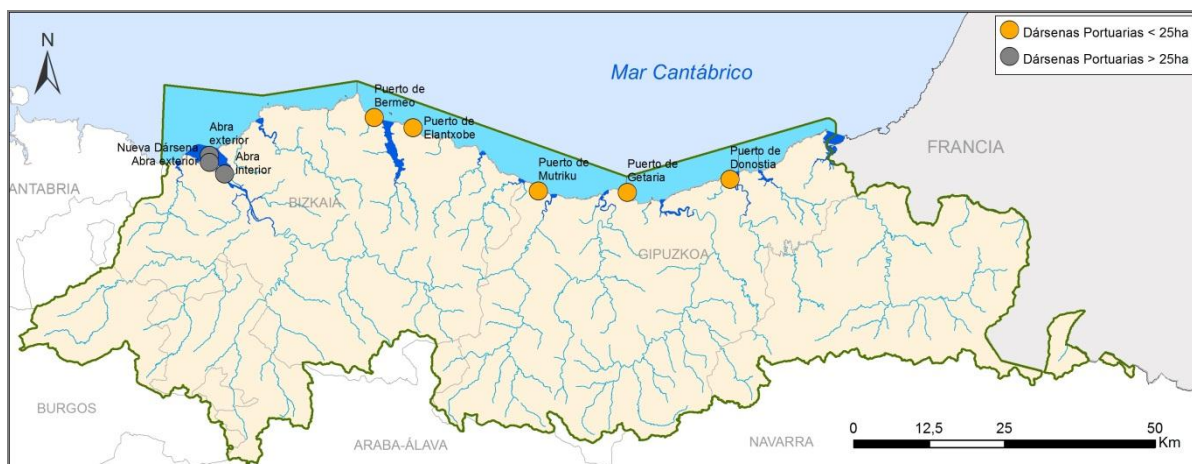 N
Dársenas Portuarias < 25ha
Dársenas Portuarias > 25ha
Mar Cantábrico
Puerto de
Bermeo
Puerto de
Elantxobe
Abra
exterior
Nueva Dársena
Abra exterior
Abra
Interior
Puerto de
Mutriku
Puerto de
Getaria
Puerto de
Donostia
FRANCIA
ANTABRIA
BIZKAIA
GIPUZKOA
BURGOS
ARABA-ÁLAVA
NAVARRA
0 12,5 25 50
Km